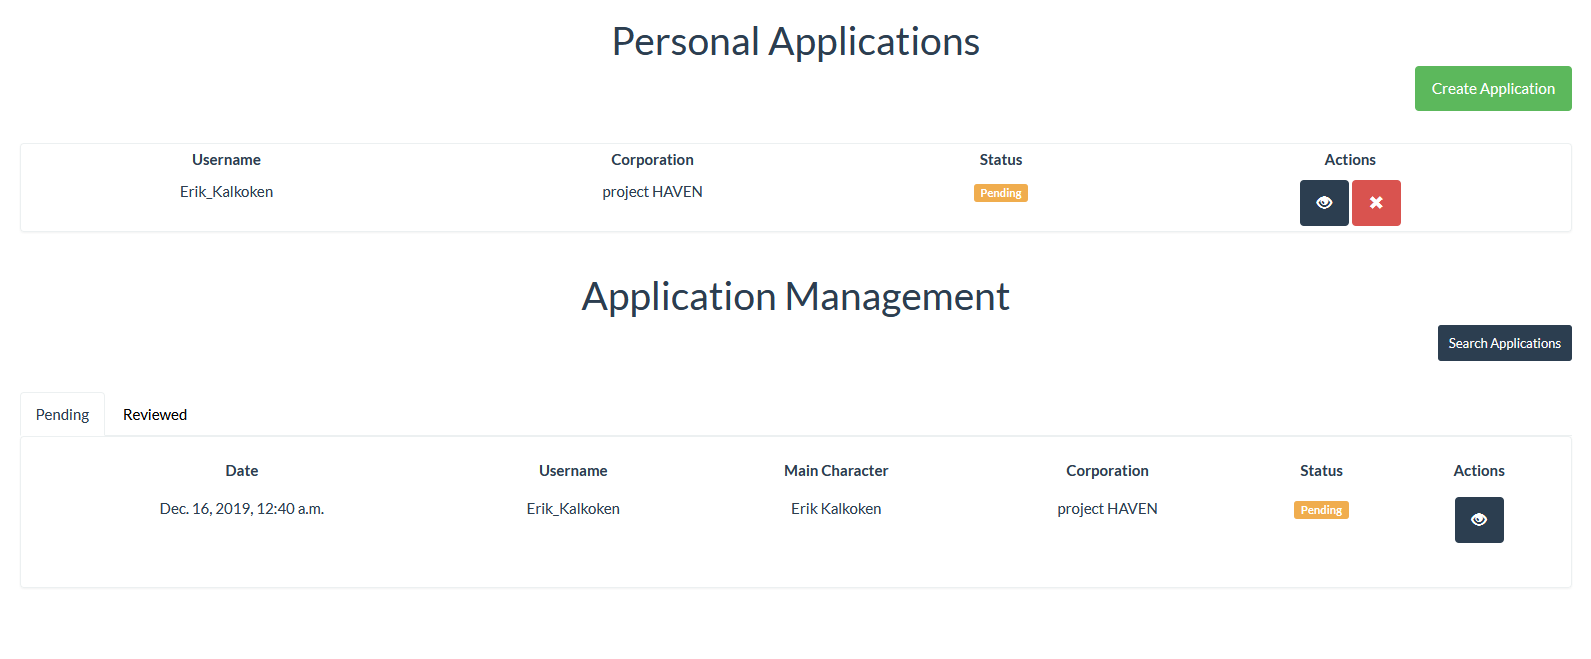 Personal Applications
Create Application
Username Corporation Status Actions
Erik_Kalkoken project HAVEN Pending
Application Management
Search Applications
Pending Reviewed
Date Username Main Character Corporation Status Actions
Dec. 16, 2019, 12:40 a.m. Erik_Kalkoken Erik Kalkoken project HAVEN Pending